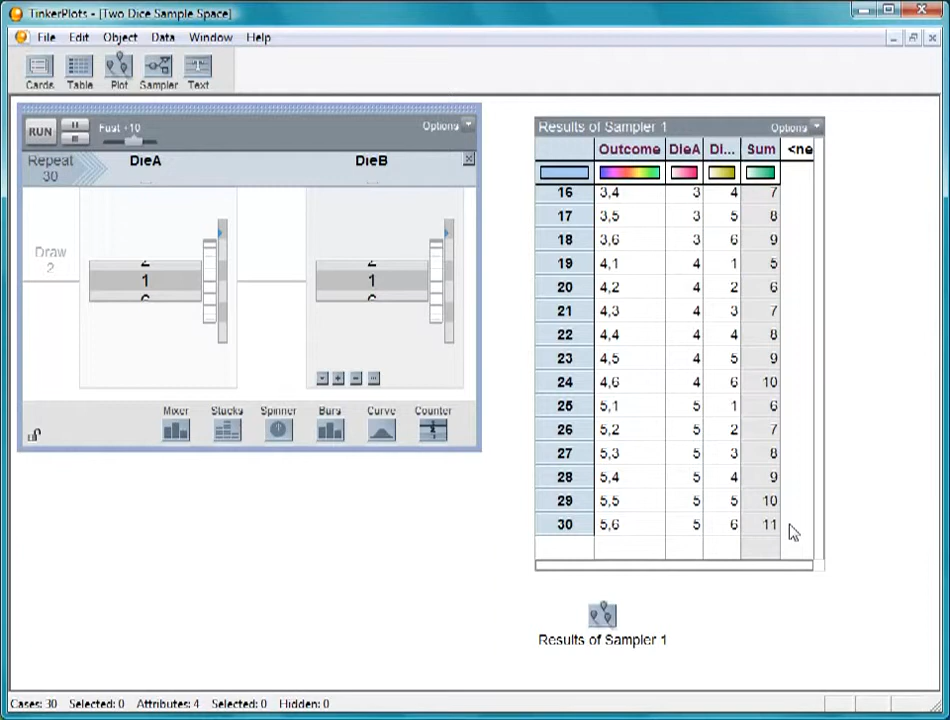 TinkerPlots - [Two Dice Sample Space]
File Edit Object Data Window Help
Cards Table Plot Sampler Text
RUN Fast ÷10 Options
Repeat 30 DieA DieB
Draw 2
2 2
1 1
6 6
Mixer Stacks Spinner Bars Curve Counter
Results of Sampler 1 Options
Outcome DieA Di... Sum <ne
16 3,4 3 4 7
17 3,5 3 5 8
18 3,6 3 6 9
19 4,1 4 1 5
20 4,2 4 2 6
21 4,3 4 3 7
22 4,4 4 4 8
23 4,5 4 5 9
24 4,6 4 6 10
25 5,1 5 1 6
26 5,2 5 2 7
27 5,3 5 3 8
28 5,4 5 4 9
29 5,5 5 5 10
30 5,6 5 6 11
Results of Sampler 1
Cases: 30 Selected: 0 Attributes: 4 Selected: 0 Hidden: 0